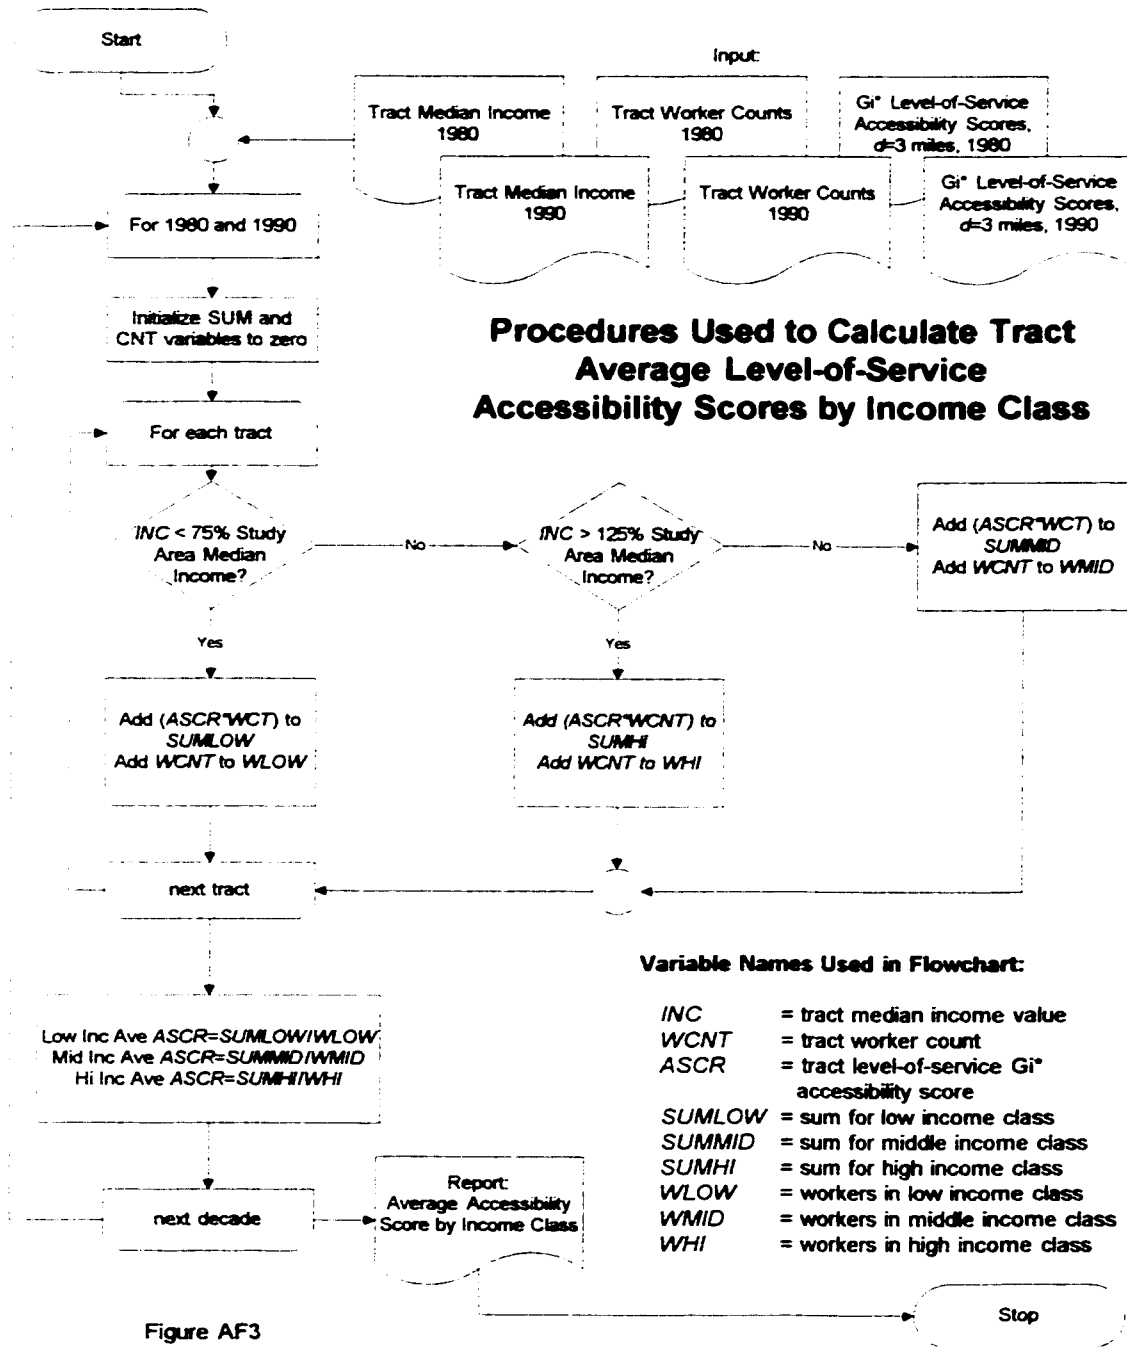 Start
Input:
Tract Median Income
1980
Tract Worker Counts
1980
Gi* Level-of-Service
Accessibility Scores,
d=3 miles, 1980
Tract Median Income
1990
Tract Worker Counts
1990
Gi* Level-of-Service
Accessibility Scores,
d=3 miles, 1990
For 1980 and 1990
Initialize SUM and
CNT variables to zero
Procedures Used to Calculate Tract
Average Level-of-Service
Accessibility Scores by Income Class
For each tract
INC < 75% Study
Area Median
Income?
No
INC > 125% Study
Area Median
Income?
No
Add (ASCR*WCT) to
SUMMID
Add WCNT to WMID
Yes
Yes
Add (ASCR*WCT) to
SUMLOW
Add WCNT to WLOW
Add (ASCR*WCNT) to
SUMHI
Add WCNT to WHI
next tract
Low Inc Ave ASCR=SUMLOW/WLOW
Mid Inc Ave ASCR=SUMMID/WMID
Hi Inc Ave ASCR=SUMHI/WHI
Variable Names Used in Flowchart:
INC = tract median income value
WCNT = tract worker count
ASCR = tract level-of-service Gi*
accessibility score
SUMLOW = sum for low income class
SUMMID = sum for middle income class
SUMHI = sum for high income class
WLOW = workers in low income class
WMID = workers in middle income class
WHI = workers in high income class
next decade
Report:
Average Accessibility
Score by Income Class
Stop
Figure AF3